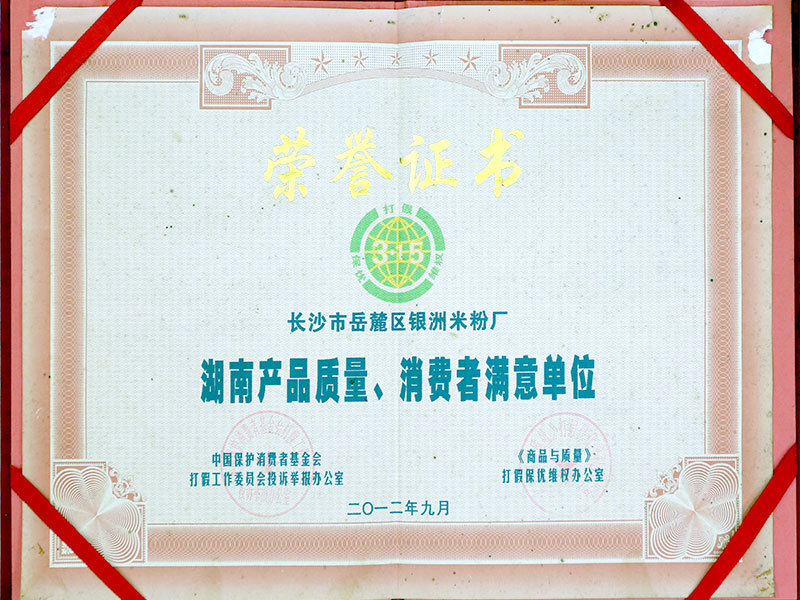 荣誉证书
打假
3·15
保优
维权
长沙市岳麓区银洲米粉厂
湖南产品质量、消费者满意单位
中国保护消费者基金会
打假工作委员会投诉举报办公室
《商品与质量》
打假保优维权办公室
二〇一二年九月